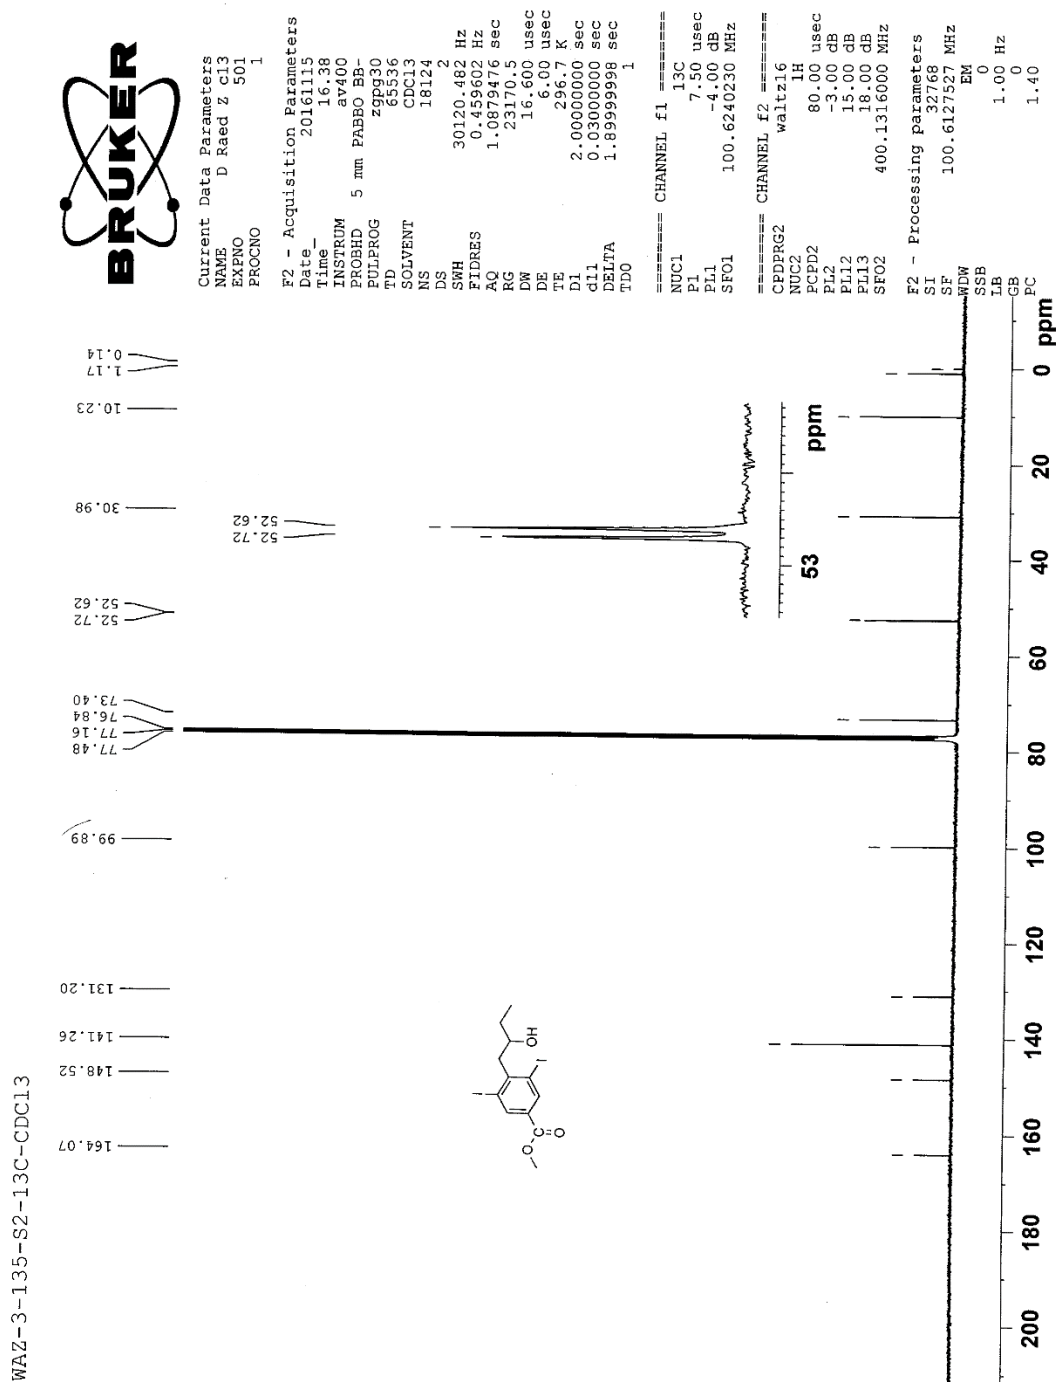 WAZ-3-135-S2-13C-CDCl3
164.07
148.52
141.26
131.20
99.89
77.48
77.16
76.84
73.40
52.72
52.62
30.98
10.23
1.17
0.14
52.72
52.62
53
ppm
O
O
I
I
OH
200
180
160
140
120
100
80
60
40
20
0
ppm
BRUKER
Current Data Parameters
NAME D Raed Z c13
EXPNO 501
PROCNO 1
F2 - Acquisition Parameters
Date_ 20161115
Time 16.38
INSTRUM av400
PROBHD 5 mm PABBO BB-
PULPROG zgpg30
TD 65536
SOLVENT CDCl3
NS 18124
DS 2
SWH 30120.482 Hz
FIDRES 0.459602 Hz
AQ 1.0879476 sec
RG 23170.5
DW 16.600 usec
DE 6.00 usec
TE 296.7 K
D1 2.00000000 sec
d11 0.03000000 sec
DELTA 1.89999998 sec
TD0 1
======== CHANNEL f1 ========
NUC1 13C
P1 7.50 usec
PL1 -4.00 dB
SFO1 100.6240230 MHz
======== CHANNEL f2 ========
CPDPRG2 waltz16
NUC2 1H
PCPD2 80.00 usec
PL2 -3.00 dB
PL12 15.00 dB
PL13 18.00 dB
SFO2 400.1316000 MHz
F2 - Processing parameters
SI 32768
SF 100.6127527 MHz
WDW EM
SSB 0
LB 1.00 Hz
GB 0
PC 1.40